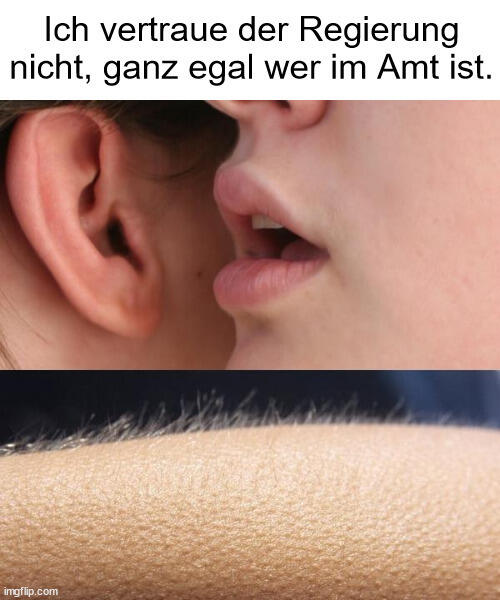 Ich vertraue der Regierung
nicht, ganz egal wer im Amt ist.
imgflip.com